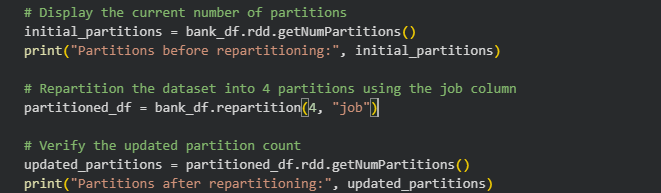 # Display the current number of partitions
initial_partitions = bank_df.rdd.getNumPartitions()
print("Partitions before repartitioning:", initial_partitions)
# Repartition the dataset into 4 partitions using the job column
partitioned_df = bank_df.repartition(4, "job")
# Verify the updated partition count
updated_partitions = partitioned_df.rdd.getNumPartitions()
print("Partitions after repartitioning:", updated_partitions)